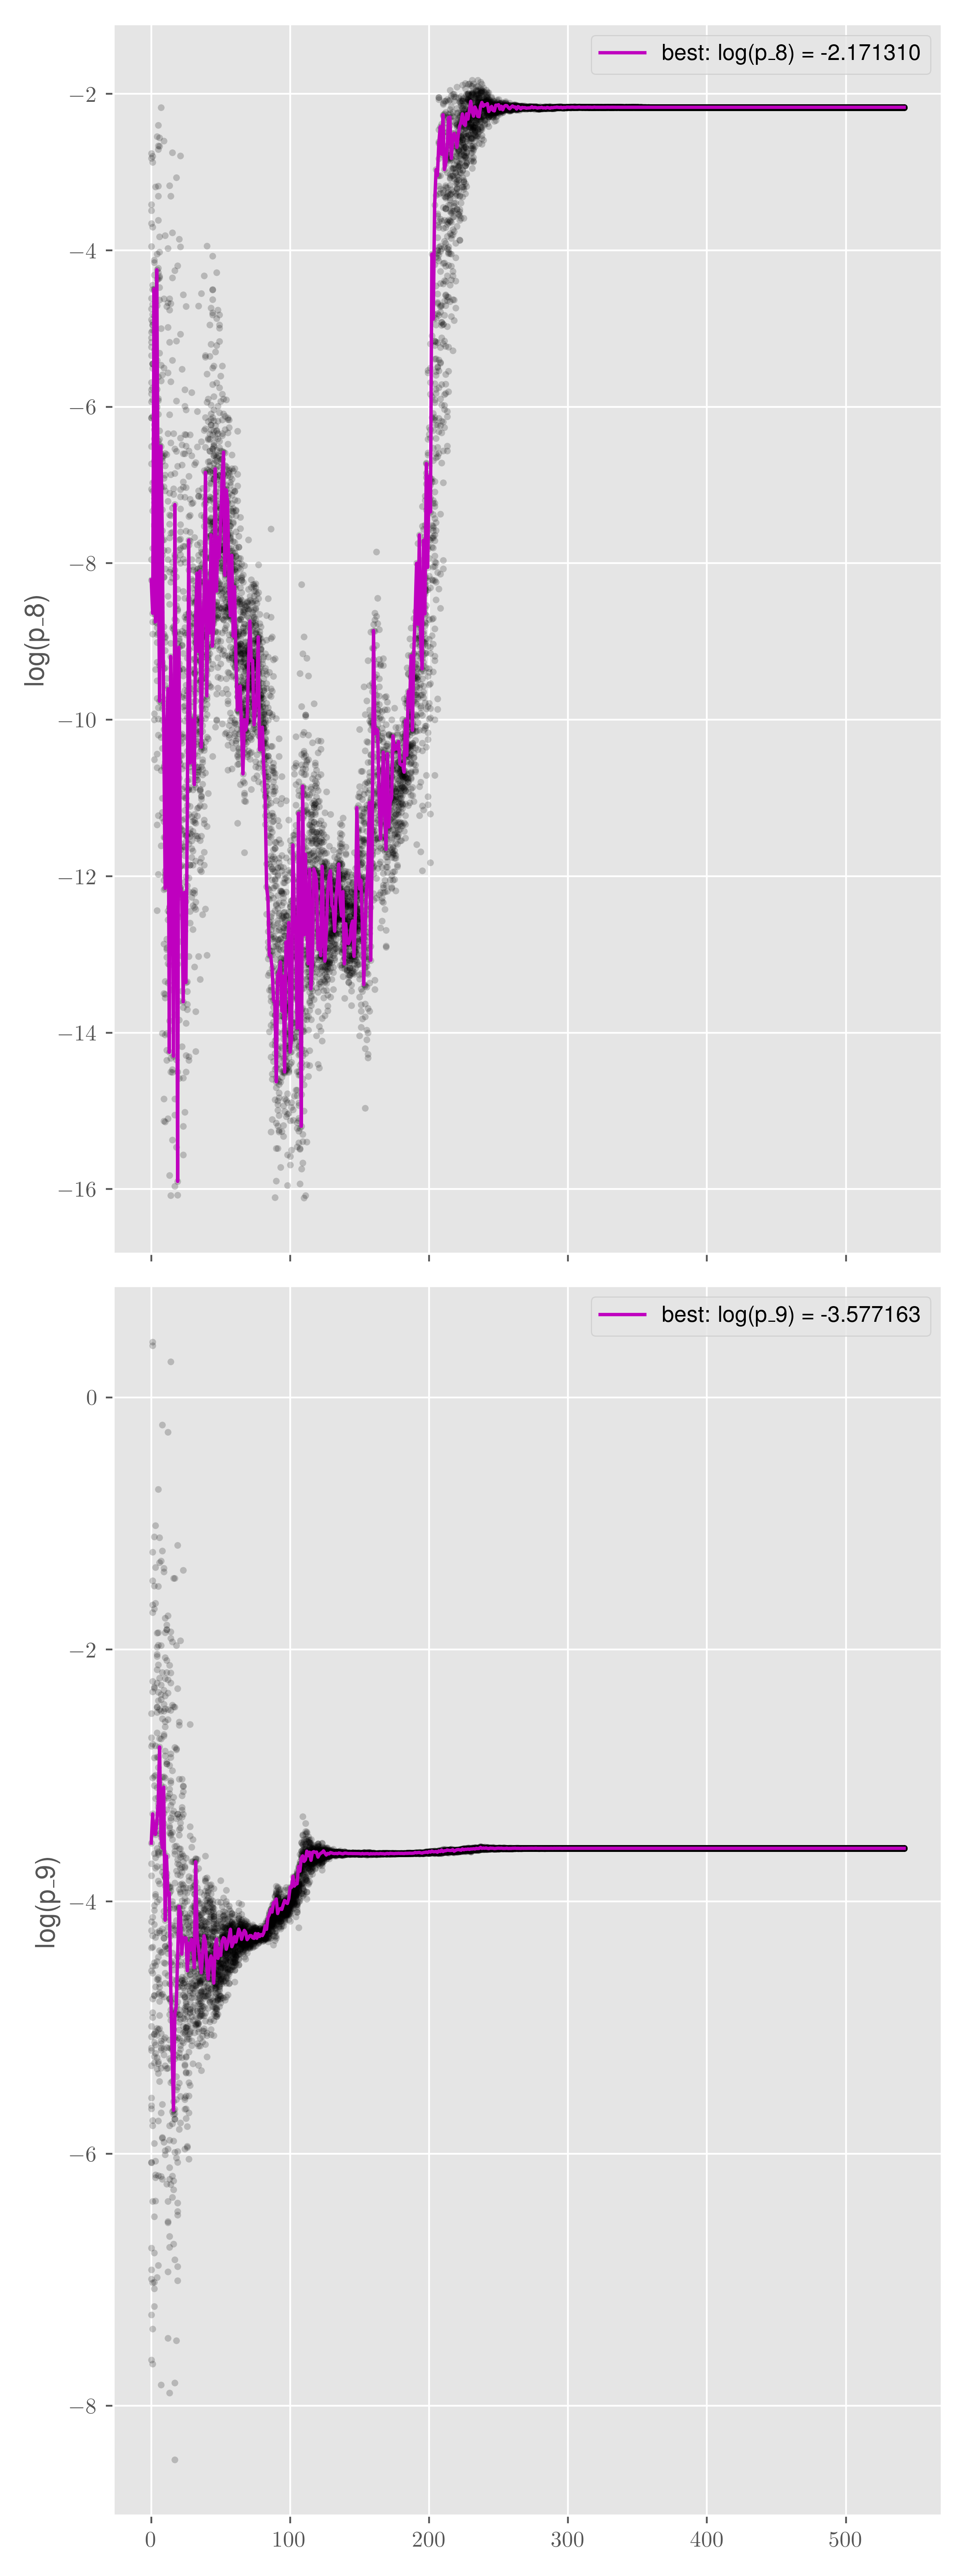 best: log(p_8) = -2.171310
−2
−4
−6
−8
−10
−12
−14
−16
log(p_8)
best: log(p_9) = -3.577163
0
−2
−4
−6
−8
log(p_9)
0 100 200 300 400 500